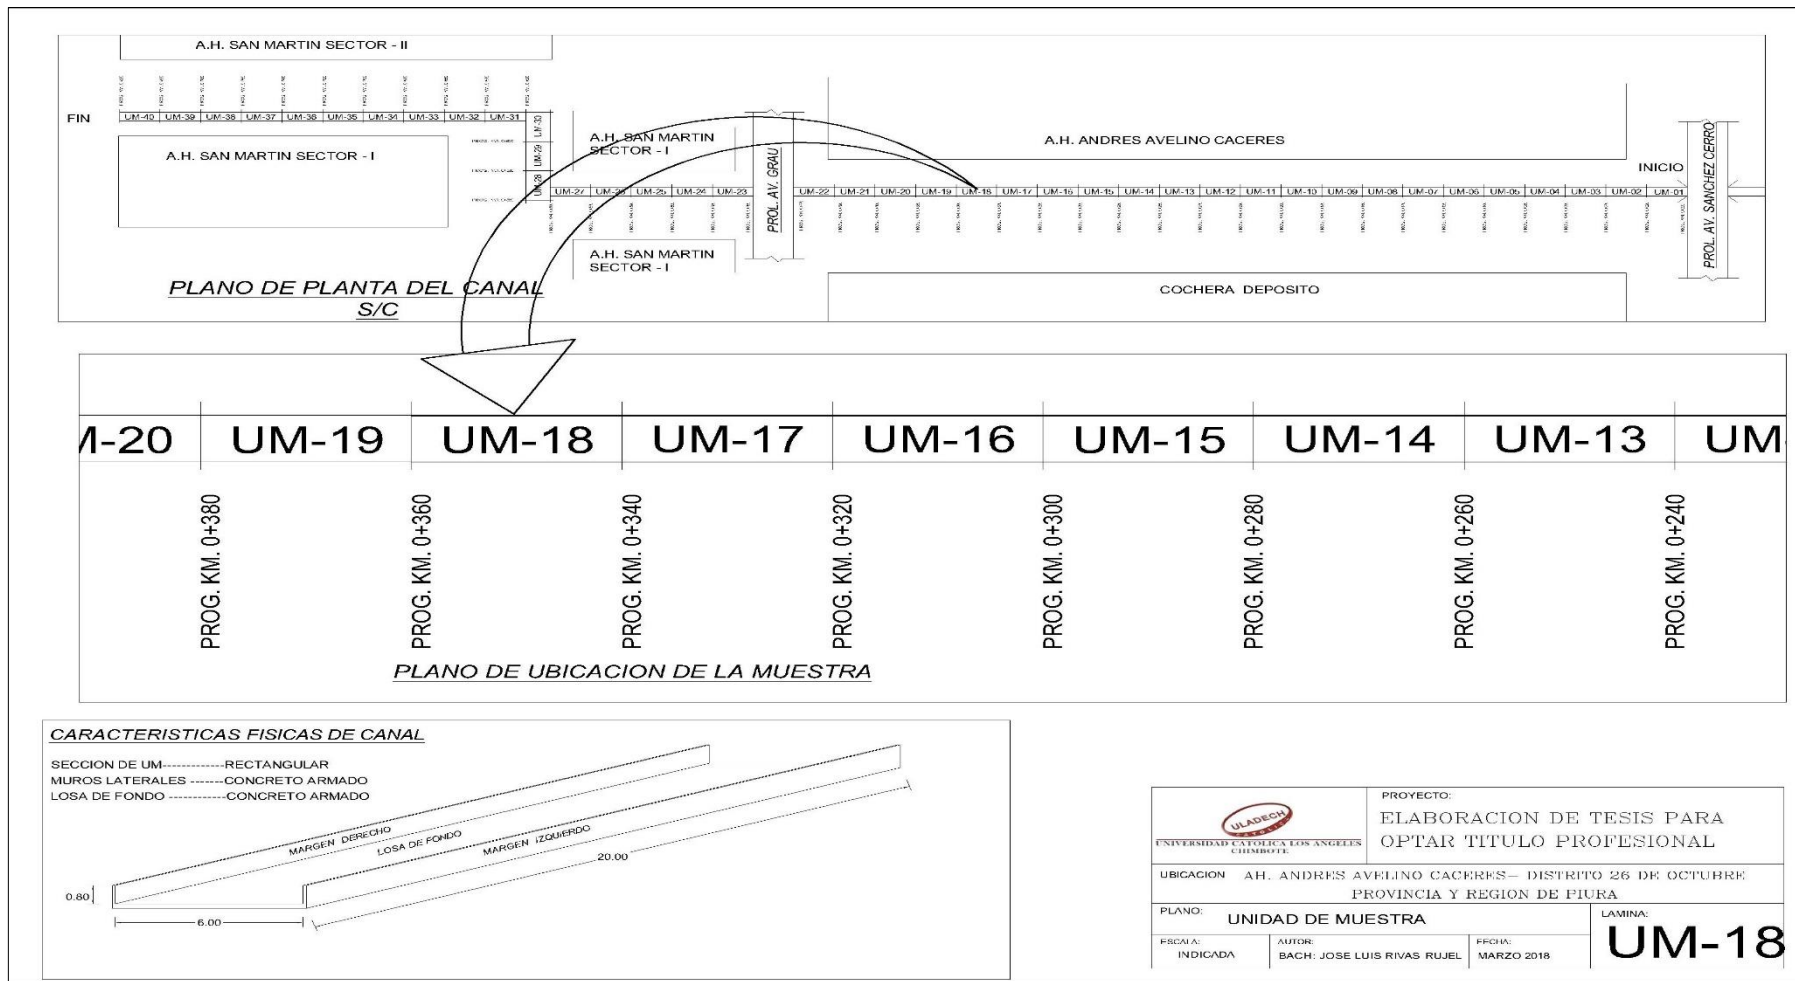 A.H. SAN MARTIN SECTOR - II
FIN
UM-40 UM-39 UM-38 UM-37 UM-36 UM-35 UM-34 UM-33 UM-32 UM-31
UM-30
UM-29
UM-28
A.H. SAN MARTIN SECTOR - I
A.H. SAN MARTIN
SECTOR - I
PROL. AV. GRAU
A.H. ANDRES AVELINO CACERES
INICIO
PROL. AV. SANCHEZ CERRO
UM-27 UM-26 UM-25 UM-24 UM-23
UM-22 UM-21 UM-20 UM-19 UM-18 UM-17 UM-16 UM-15 UM-14 UM-13 UM-12 UM-11 UM-10 UM-09 UM-08 UM-07 UM-06 UM-05 UM-04 UM-03 UM-02 UM-01
A.H. SAN MARTIN
SECTOR - I
COCHERA DEPOSITO
PLANO DE PLANTA DEL CANAL
S/C
M-20 UM-19 UM-18 UM-17 UM-16 UM-15 UM-14 UM-13 UM-
PROG. KM. 0+380
PROG. KM. 0+360
PROG. KM. 0+340
PROG. KM. 0+320
PROG. KM. 0+300
PROG. KM. 0+280
PROG. KM. 0+260
PROG. KM. 0+240
PLANO DE UBICACION DE LA MUESTRA
CARACTERISTICAS FISICAS DE CANAL
SECCION DE UM------------RECTANGULAR
MUROS LATERALES -------CONCRETO ARMADO
LOSA DE FONDO -----------CONCRETO ARMADO
MARGEN DERECHO
LOSA DE FONDO
MARGEN IZQUIERDO
20.00
0.80
6.00
ULADECH
CATOLICA
UNIVERSIDAD CATOLICA LOS ANGELES
CHIMBOTE
PROYECTO:
ELABORACION DE TESIS PARA
OPTAR TITULO PROFESIONAL
UBICACION AH. ANDRES AVELINO CACERES- DISTRITO 26 DE OCTUBRE
PROVINCIA Y REGION DE PIURA
PLANO:
UNIDAD DE MUESTRA
LAMINA:
UM-18
ESCALA:
INDICADA
AUTOR:
BACH: JOSE LUIS RIVAS RUJEL
FECHA:
MARZO 2018